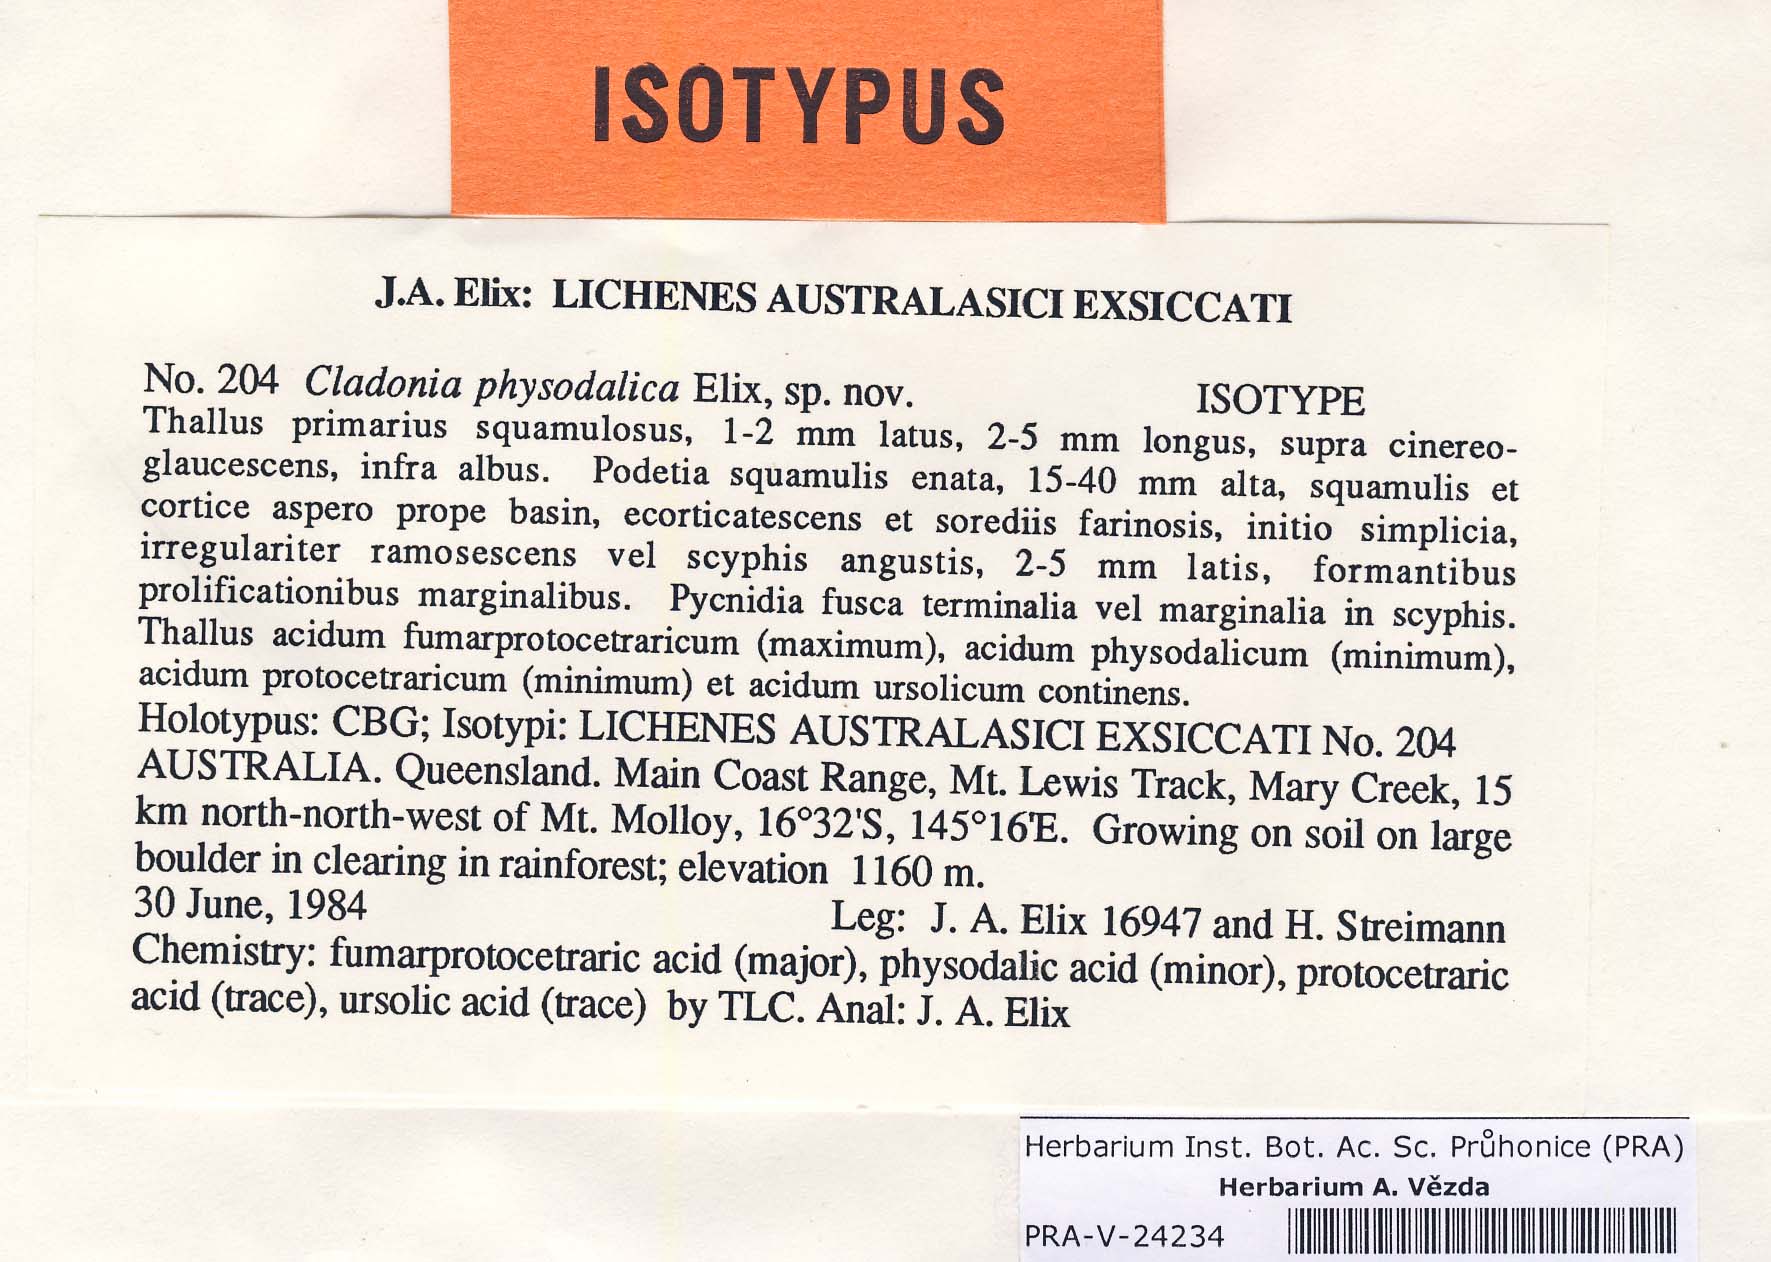 ISOTYPUS
J.A. Elix: LICHENES AUSTRALASICI EXSICCATI
No. 204 Cladonia physodalica Elix, sp. nov. ISOTYPE
Thallus primarius squamulosus, 1-2 mm latus, 2-5 mm longus, supra cinereo-
glaucescens, infra albus. Podetia squamulis enata, 15-40 mm alta, squamulis et
cortice aspero prope basin, ecorticatescens et sorediis farinosis, initio simplicia,
irregulariter ramosescens vel scyphis angustis, 2-5 mm latis, formantibus
prolificationibus marginalibus. Pycnidia fusca terminalia vel marginalia in scyphis.
Thallus acidum fumarprotocetraricum (maximum), acidum physodalicum (minimum),
acidum protocetraricum (minimum) et acidum ursolicum continens.
Holotypus: CBG; Isotypi: LICHENES AUSTRALASICI EXSICCATI No. 204
AUSTRALIA. Queensland. Main Coast Range, Mt. Lewis Track, Mary Creek, 15
km north-north-west of Mt. Molloy, 16°32'S, 145°16'E. Growing on soil on large
boulder in clearing in rainforest; elevation 1160 m.
30 June, 1984 Leg: J. A. Elix 16947 and H. Streimann
Chemistry: fumarprotocetraric acid (major), physodalic acid (minor), protocetraric
acid (trace), ursolic acid (trace) by TLC. Anal: J. A. Elix
Herbarium Inst. Bot. Ac. Sc. Průhonice (PRA)
Herbarium A. Vězda
PRA-V-24234